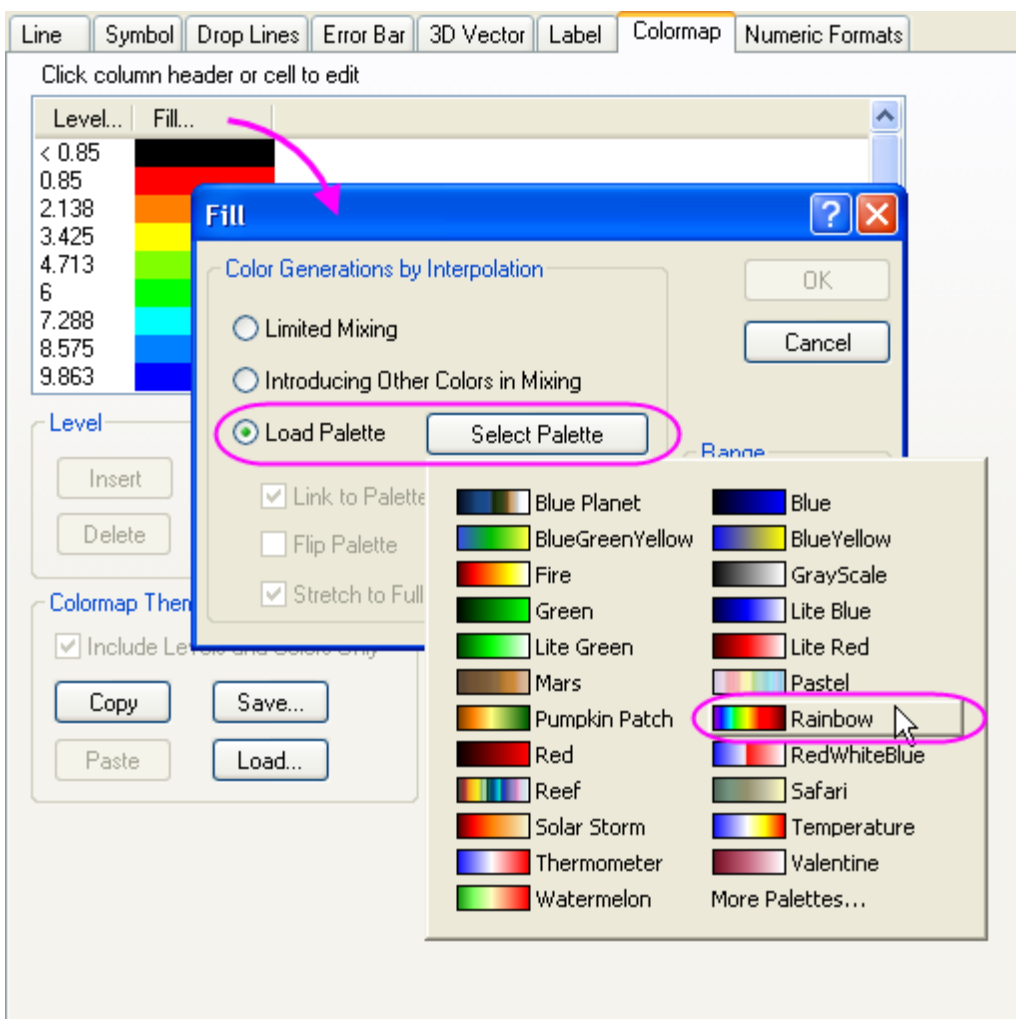 Line Symbol Drop Lines Error Bar 3D Vector Label Colormap Numeric Formats
Click column header or cell to edit
Level... Fill...
< 0.85
0.85
2.138
3.425
4.713
6
7.288
8.575
9.863
Fill
Color Generations by Interpolation
OK
Limited Mixing
Cancel
Introducing Other Colors in Mixing
Load Palette Select Palette
Range
Link to Palette
Flip Palette
Stretch to Full
Level
Insert
Delete
Colormap Them
Include Levels and Colors Only
Copy Save...
Paste Load...
Blue Planet Blue
BlueGreenYellow BlueYellow
Fire GrayScale
Green Lite Blue
Lite Green Lite Red
Mars Pastel
Pumpkin Patch Rainbow
Red RedWhiteBlue
Reef Safari
Solar Storm Temperature
Thermometer Valentine
Watermelon More Palettes...